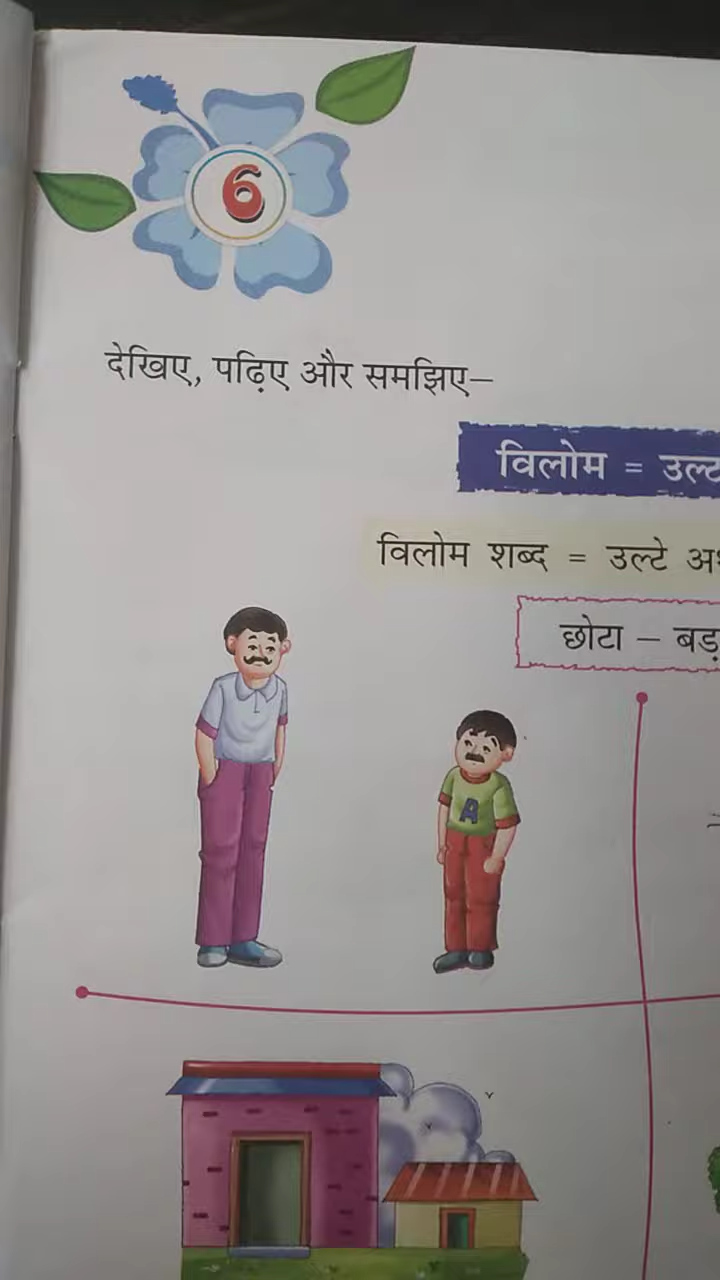 6
देखिए, पढ़िए और समझिए–
विलोम =
विलोम शब्द = उल्टे
छोटा –
A